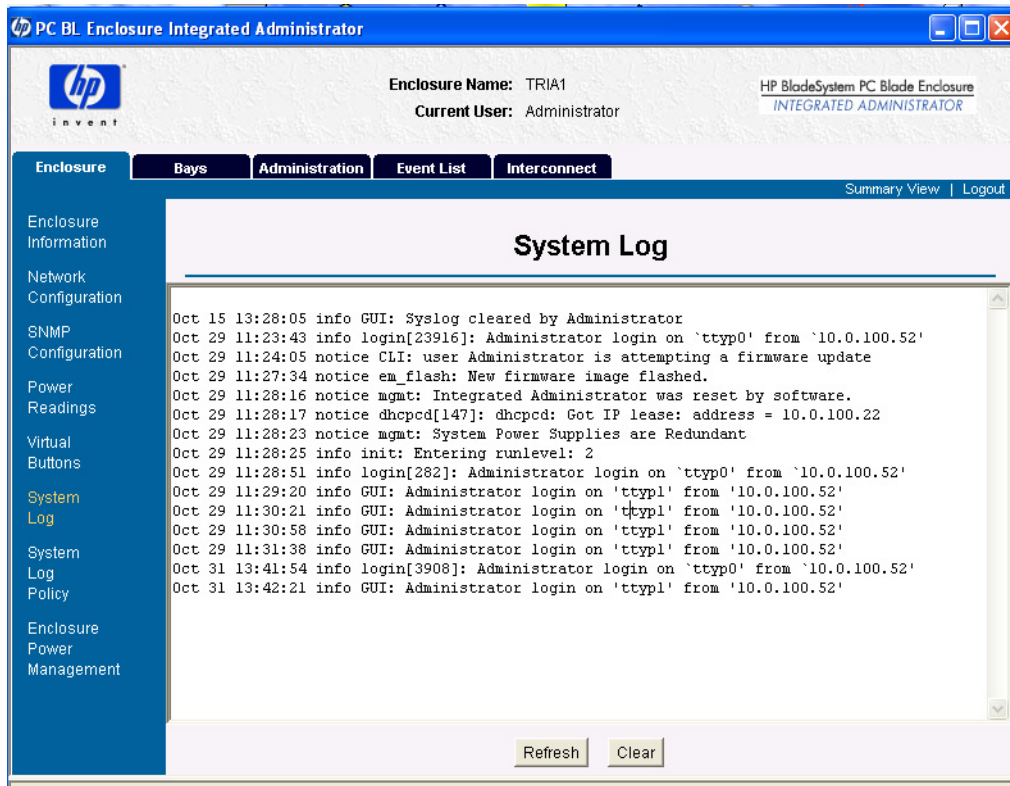 PC BL Enclosure Integrated Administrator
hp
invent
Enclosure Name: TRIA1
Current User: Administrator
HP BladeSystem PC Blade Enclosure
INTEGRATED ADMINISTRATOR
Enclosure Bays Administration Event List Interconnect
Summary View | Logout
Enclosure
Information
Network
Configuration
SNMP
Configuration
Power
Readings
Virtual
Buttons
System
Log
System
Log
Policy
Enclosure
Power
Management
System Log
Oct 15 13:28:05 info GUI: Syslog cleared by Administrator
Oct 29 11:23:43 info login[23916]: Administrator login on `ttyp0' from `10.0.100.52'
Oct 29 11:24:05 notice CLI: user Administrator is attempting a firmware update
Oct 29 11:27:34 notice em_flash: New firmware image flashed.
Oct 29 11:28:16 notice mgmt: Integrated Administrator was reset by software.
Oct 29 11:28:17 notice dhcpcd[147]: dhcpcd: Got IP lease: address = 10.0.100.22
Oct 29 11:28:23 notice mgmt: System Power Supplies are Redundant
Oct 29 11:28:25 info init: Entering runlevel: 2
Oct 29 11:28:51 info login[282]: Administrator login on `ttyp0' from `10.0.100.52'
Oct 29 11:29:20 info GUI: Administrator login on 'ttyp1' from '10.0.100.52'
Oct 29 11:30:21 info GUI: Administrator login on 'ttyp1' from '10.0.100.52'
Oct 29 11:30:58 info GUI: Administrator login on 'ttyp1' from '10.0.100.52'
Oct 29 11:31:38 info GUI: Administrator login on 'ttyp1' from '10.0.100.52'
Oct 31 13:41:54 info login[3908]: Administrator login on `ttyp0' from `10.0.100.52'
Oct 31 13:42:21 info GUI: Administrator login on 'ttyp1' from '10.0.100.52'
Refresh Clear